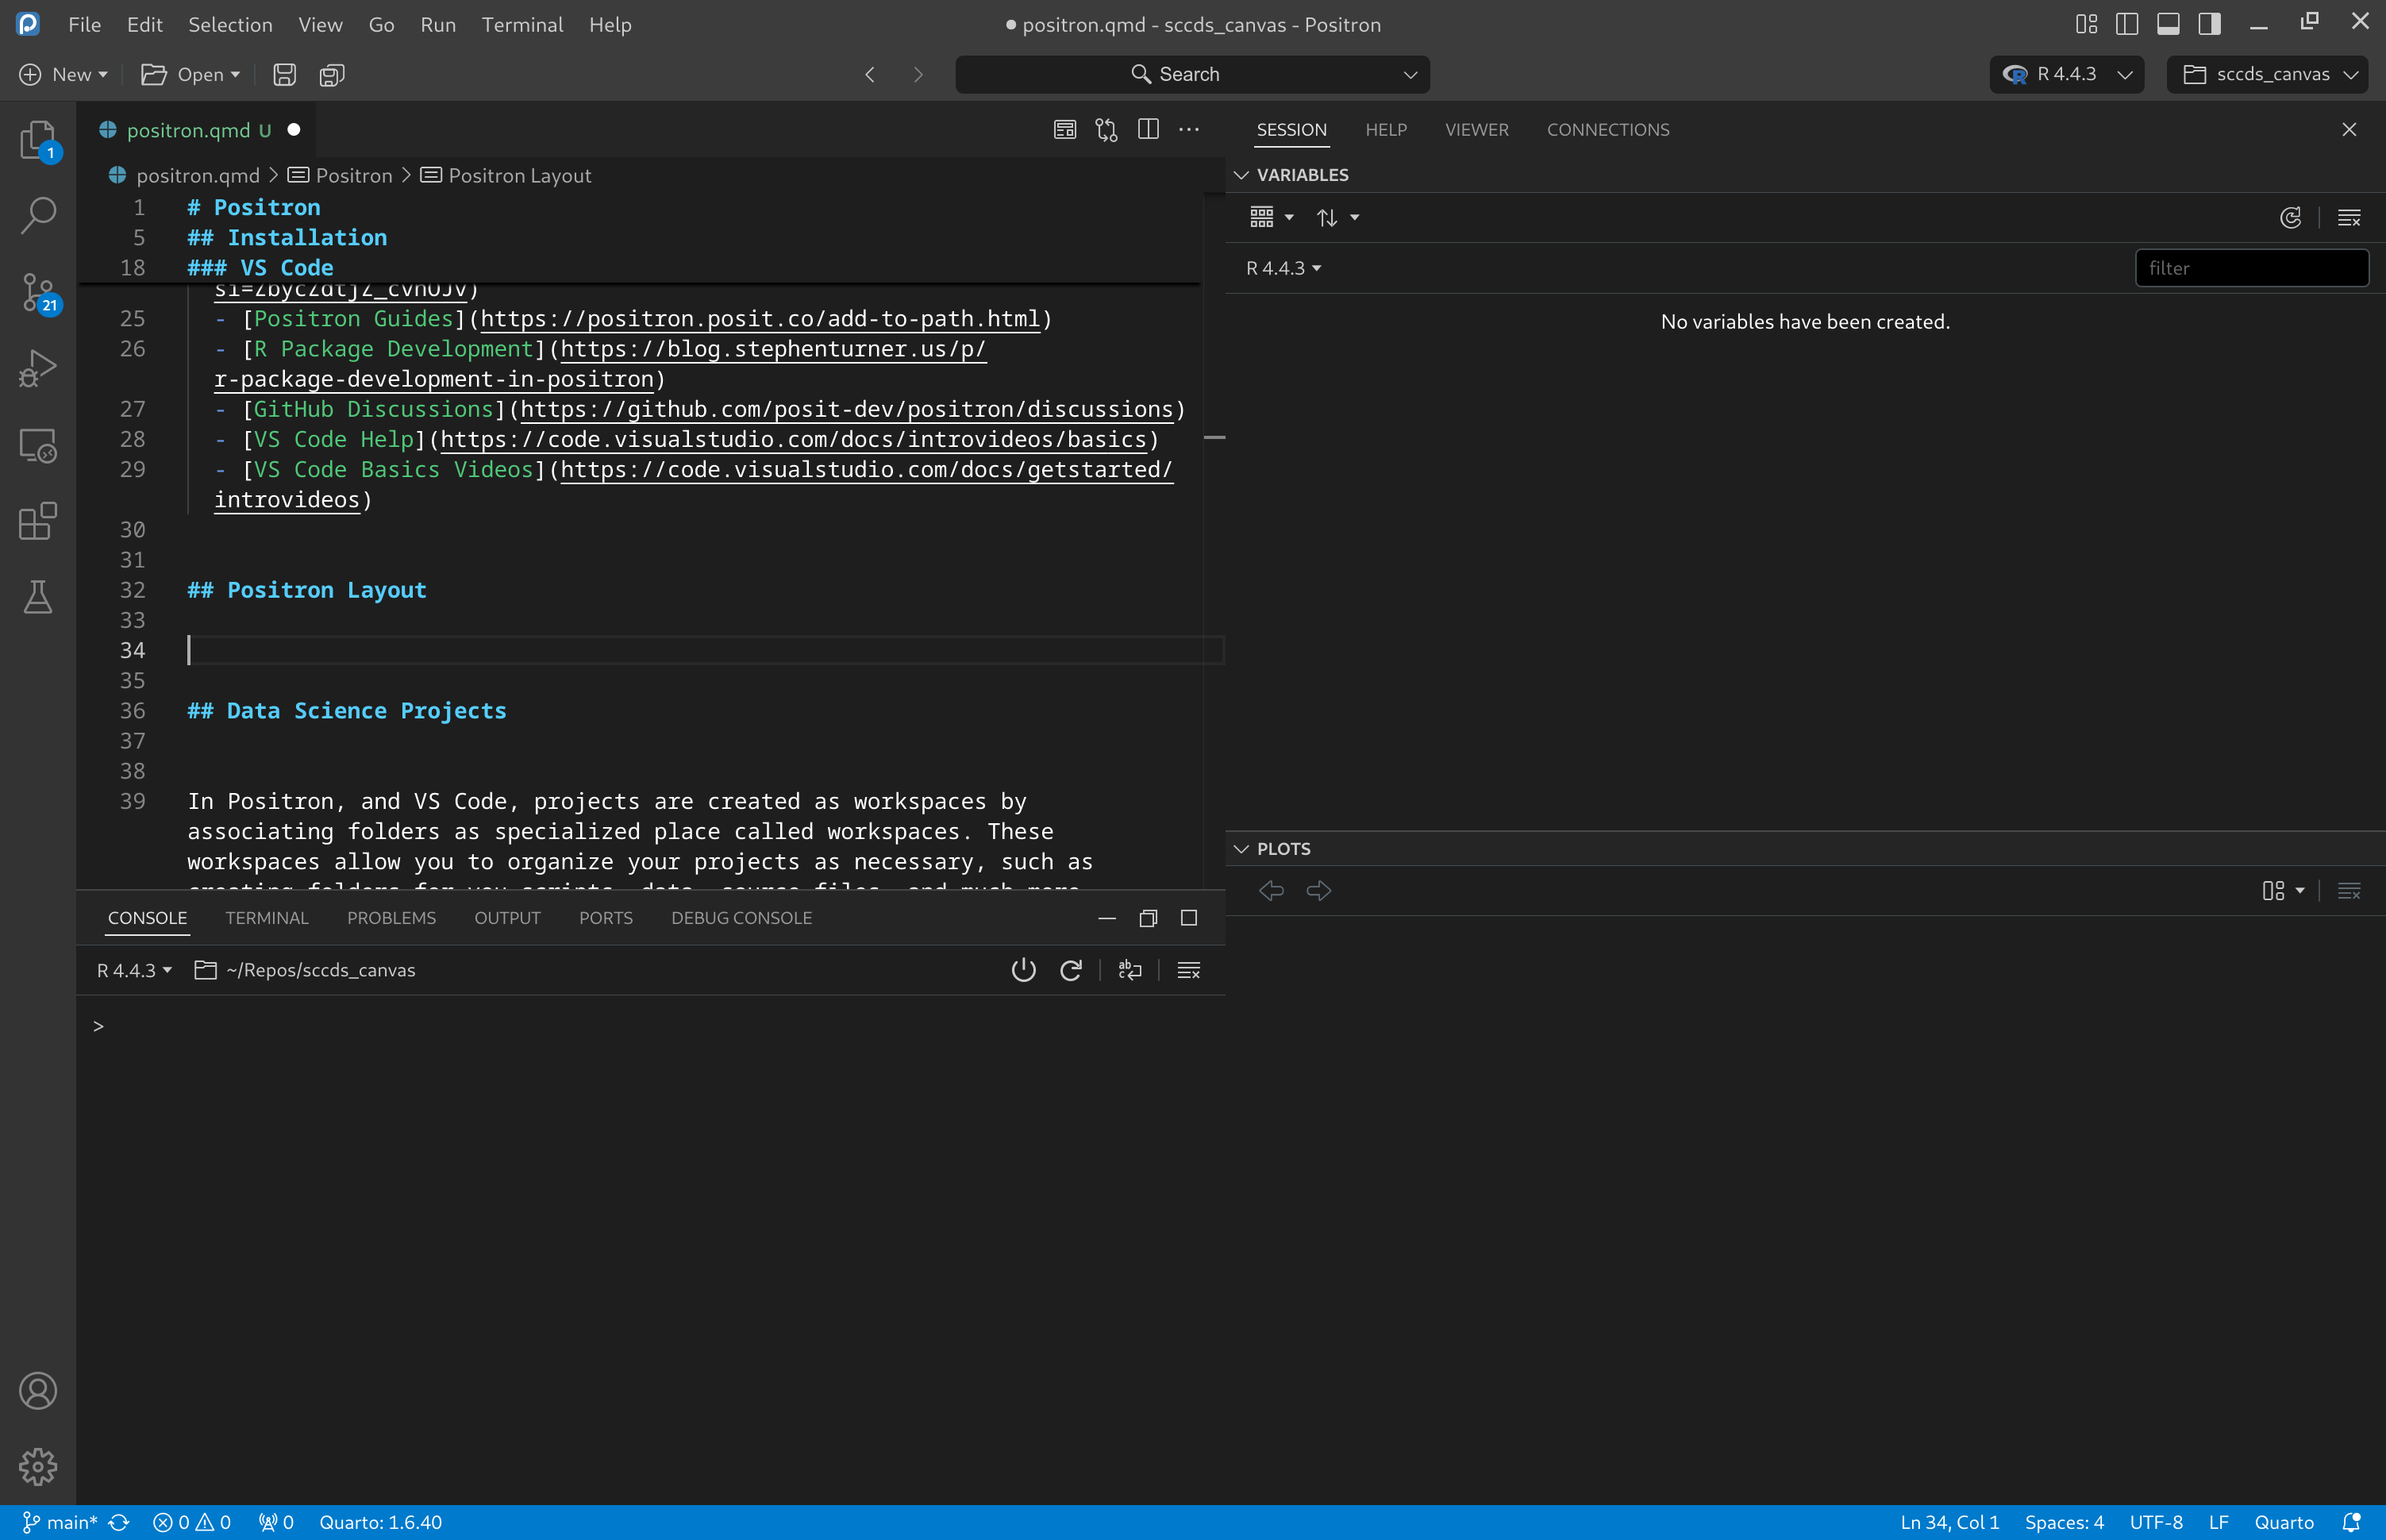 File Edit Selection View Go Run Terminal Help
● positron.qmd - sccds_canvas - Positron
New Open
Search
R 4.4.3
sccds_canvas
1
21
positron.qmd U
positron.qmd > Positron > Positron Layout
1 # Positron
5 ## Installation
18 ### VS Code
25 - [Positron Guides](https://positron.posit.co/add-to-path.html)
26 - [R Package Development](https://blog.stephenturner.us/p/
r-package-development-in-positron)
27 - [GitHub Discussions](https://github.com/posit-dev/positron/discussions)
28 - [VS Code Help](https://code.visualstudio.com/docs/introvideos/basics)
29 - [VS Code Basics Videos](https://code.visualstudio.com/docs/getstarted/
introvideos)
30
31
32 ## Positron Layout
33
34
35
36 ## Data Science Projects
37
38
39 In Positron, and VS Code, projects are created as workspaces by
associating folders as specialized place called workspaces. These
workspaces allow you to organize your projects as necessary, such as
CONSOLE TERMINAL PROBLEMS OUTPUT PORTS DEBUG CONSOLE
R 4.4.3 ~/Repos/sccds_canvas
>
SESSION HELP VIEWER CONNECTIONS
VARIABLES
R 4.4.3
filter
No variables have been created.
PLOTS
main* 0 0 0 Quarto: 1.6.40
Ln 34, Col 1 Spaces: 4 UTF-8 LF Quarto